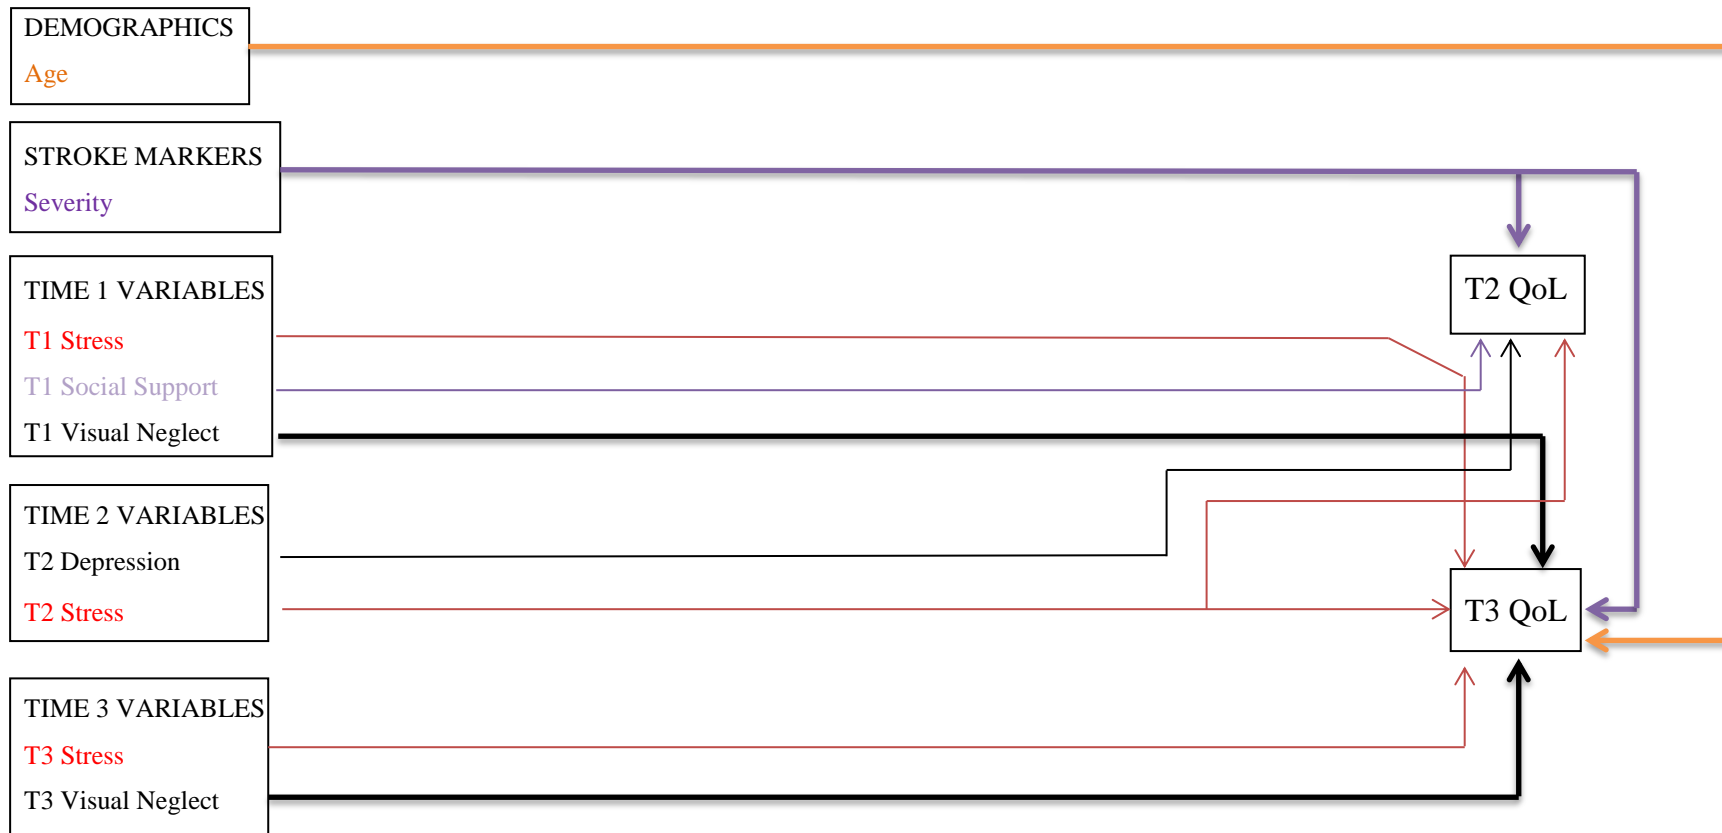 DEMOGRAPHICS
Age
STROKE MARKERS
Severity
TIME 1 VARIABLES
T1 Stress
T1 Social Support
T1 Visual Neglect
T2 QoL
TIME 2 VARIABLES
T2 Depression
T2 Stress
T3 QoL
TIME 3 VARIABLES
T3 Stress
T3 Visual Neglect